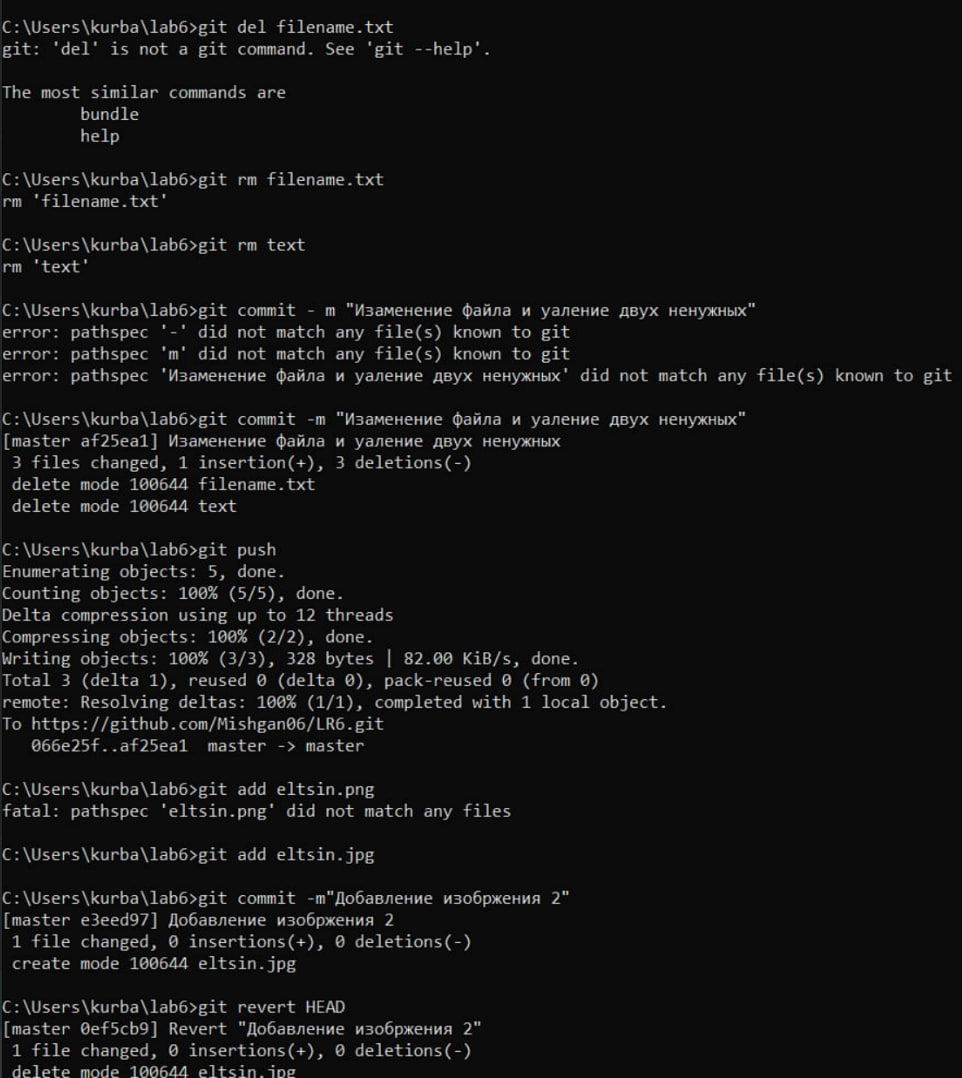 C:\Users\kurba\lab6>git del filename.txt
git: 'del' is not a git command. See 'git --help'.
The most similar commands are
bundle
help
C:\Users\kurba\lab6>git rm filename.txt
rm 'filename.txt'
C:\Users\kurba\lab6>git rm text
rm 'text'
C:\Users\kurba\lab6>git commit - m "Изаменение файла и уаление двух ненужных"
error: pathspec '-' did not match any file(s) known to git
error: pathspec 'm' did not match any file(s) known to git
error: pathspec 'Изаменение файла и уаление двух ненужных' did not match any file(s) known to git
C:\Users\kurba\lab6>git commit -m "Изаменение файла и уаление двух ненужных"
[master af25ea1] Изаменение файла и уаление двух ненужных
3 files changed, 1 insertion(+), 3 deletions(-)
delete mode 100644 filename.txt
delete mode 100644 text
C:\Users\kurba\lab6>git push
Enumerating objects: 5, done.
Counting objects: 100% (5/5), done.
Delta compression using up to 12 threads
Compressing objects: 100% (2/2), done.
Writing objects: 100% (3/3), 328 bytes | 82.00 KiB/s, done.
Total 3 (delta 1), reused 0 (delta 0), pack-reused 0 (from 0)
remote: Resolving deltas: 100% (1/1), completed with 1 local object.
To https://github.com/Mishgan06/LR6.git
066e25f..af25ea1  master -> master
C:\Users\kurba\lab6>git add eltsin.png
fatal: pathspec 'eltsin.png' did not match any files
C:\Users\kurba\lab6>git add eltsin.jpg
C:\Users\kurba\lab6>git commit -m"Добавление изобржения 2"
[master e3eed97] Добавление изобржения 2
1 file changed, 0 insertions(+), 0 deletions(-)
create mode 100644 eltsin.jpg
C:\Users\kurba\lab6>git revert HEAD
[master 0ef5cb9] Revert "Добавление изобржения 2"
1 file changed, 0 insertions(+), 0 deletions(-)
delete mode 100644 eltsin.jpg